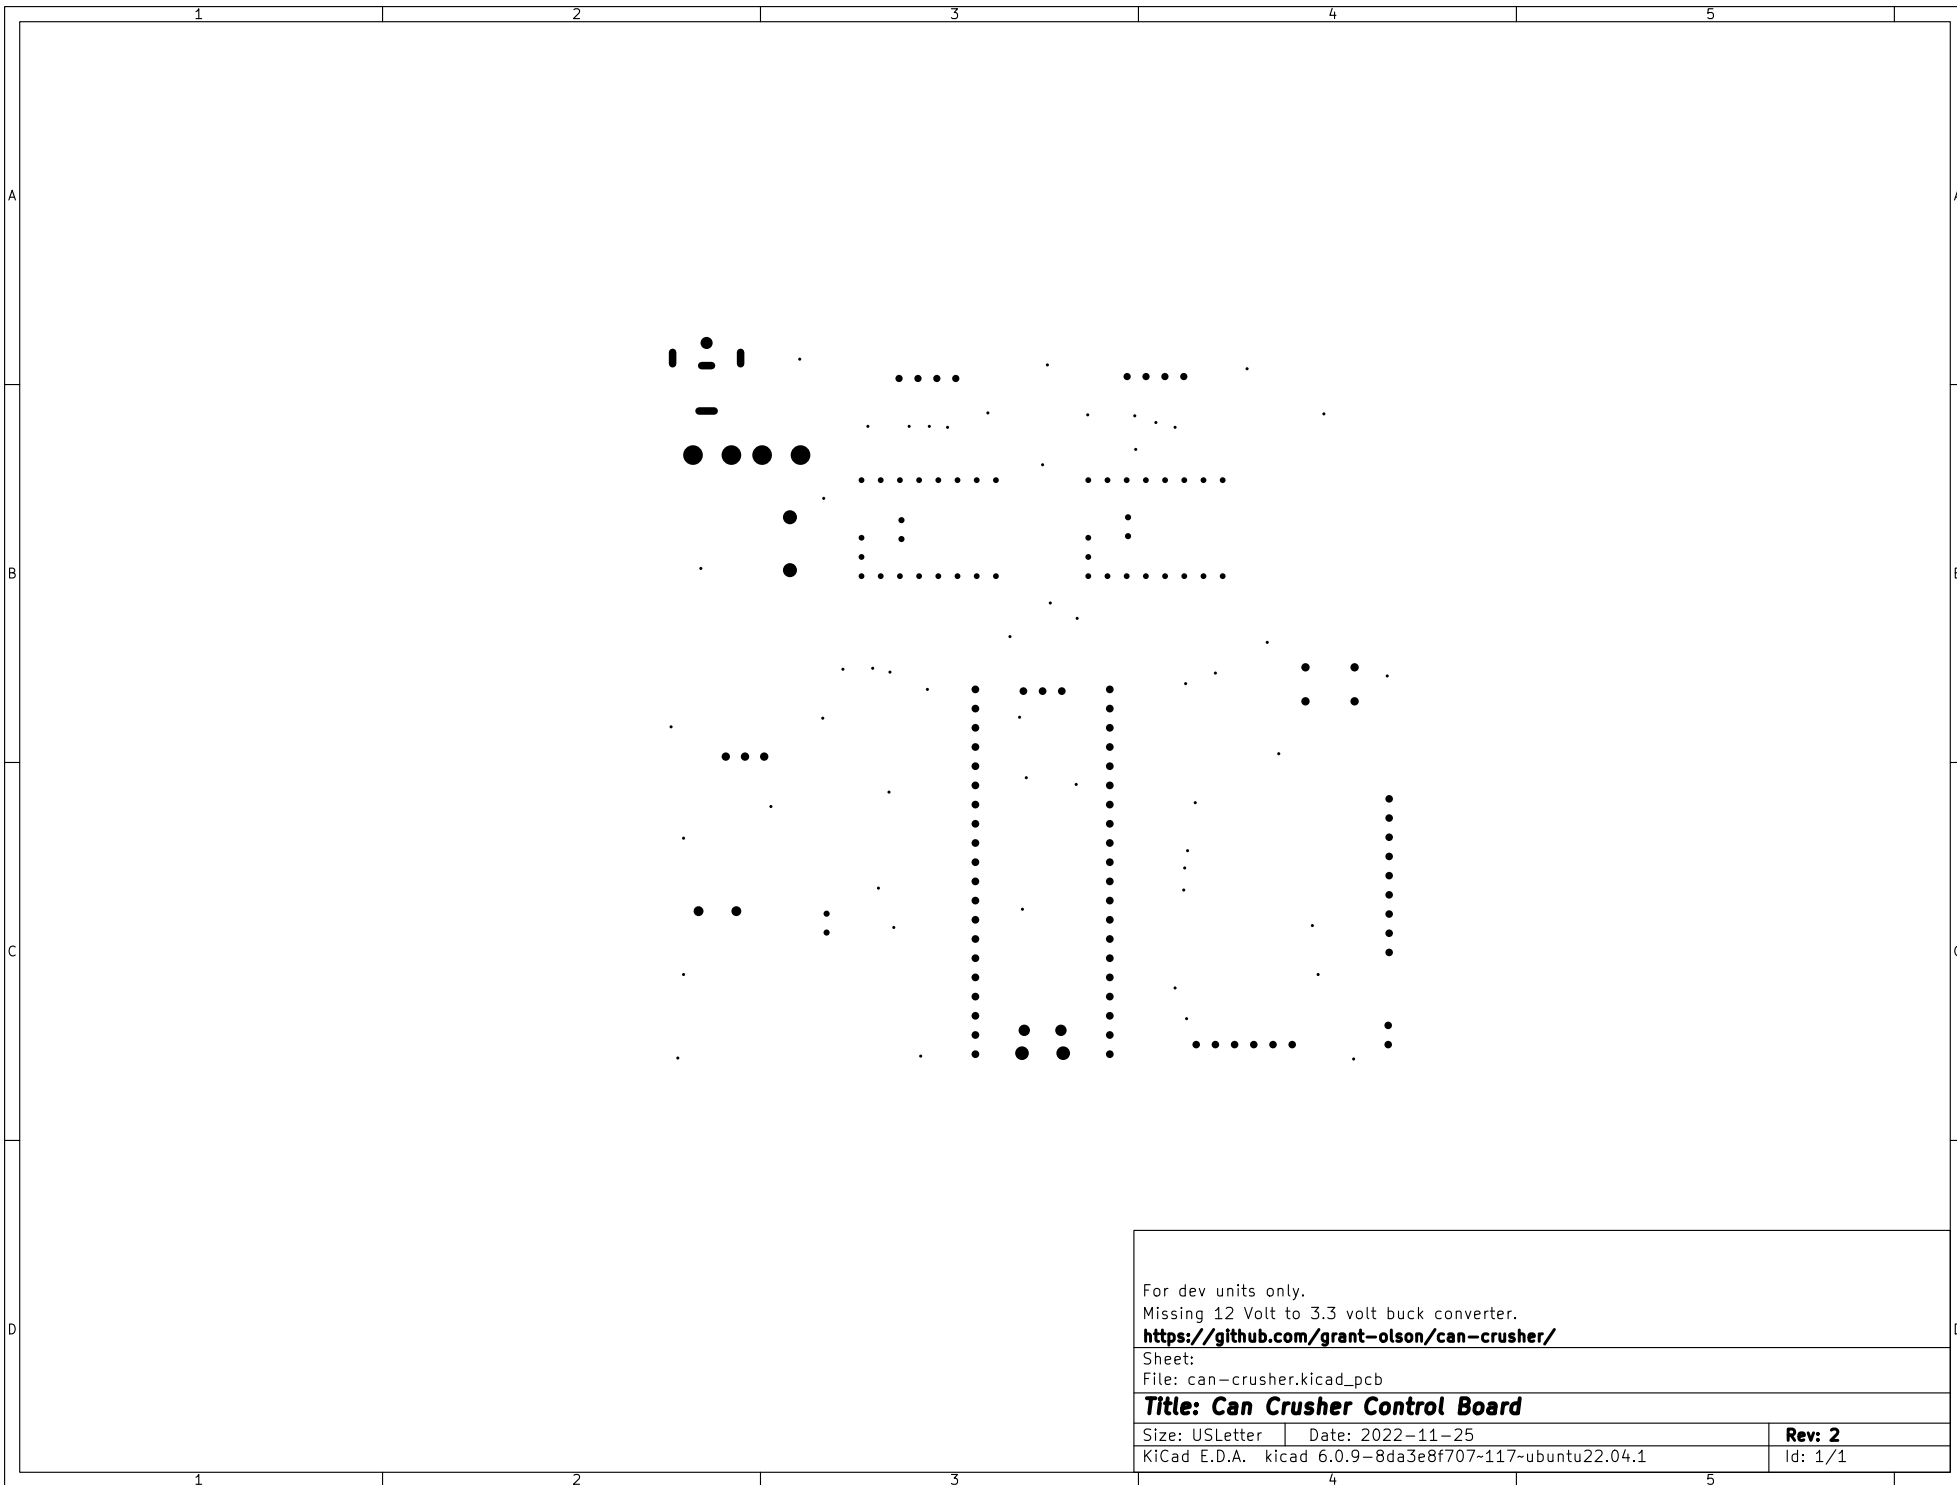 1 2 3 4 5
A A
B B
C C
D D
For dev units only.
Missing 12 Volt to 3.3 volt buck converter.
https://github.com/grant-olson/can-crusher/
Sheet:
File: can-crusher.kicad_pcb
Title: Can Crusher Control Board
Size: USLetter Date: 2022-11-25 Rev: 2
KiCad E.D.A. kicad 6.0.9-8da3e8f707~117~ubuntu22.04.1 Id: 1/1
1 2 3 4 5